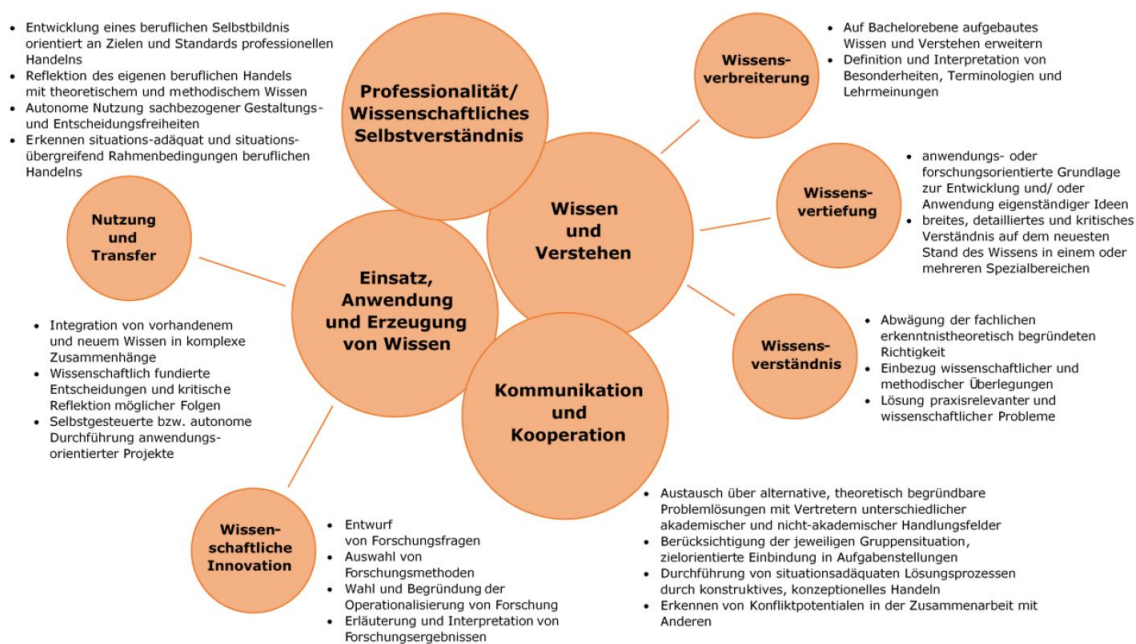 • Entwicklung eines beruflichen Selbstbildnis
orientiert an Zielen und Standards professionellen
Handelns
• Reflektion des eigenen beruflichen Handels
mit theoretischem und methodischem Wissen
• Autonome Nutzung sachbezogener Gestaltungs-
und Entscheidungsfreiheiten
• Erkennen situations-adäquat und situations-
übergreifend Rahmenbedingungen beruflichen
Handelns
Professionalität/
Wissenschaftliches
Selbstverständnis
Wissens-
verbreiterung
• Auf Bachelorebene aufgebautes
Wissen und Verstehen erweitern
• Definition und Interpretation von
Besonderheiten, Terminologien und
Lehrmeinungen
Wissen
und
Verstehen
Wissens-
vertiefung
• anwendungs- oder
forschungsorientierte Grundlage
zur Entwicklung und/ oder
Anwendung eigenständiger Ideen
• breites, detailliertes und kritisches
Verständnis auf dem neuesten
Stand des Wissens in einem oder
mehreren Spezialbereichen
Nutzung
und
Transfer
Einsatz,
Anwendung
und Erzeugung
von Wissen
• Integration von vorhandenem
und neuem Wissen in komplexe
Zusammenhänge
• Wissenschaftlich fundierte
Entscheidungen und kritische
Reflektion möglicher Folgen
• Selbstgesteuerte bzw. autonome
Durchführung anwendungs-
orientierter Projekte
Wissens-
verständnis
• Abwägung der fachlichen
erkenntnistheoretisch begründeten
Richtigkeit
• Einbezug wissenschaftlicher und
methodischer Überlegungen
• Lösung praxisrelevanter und
wissenschaftlicher Probleme
Kommunikation
und
Kooperation
Wissen-
schaftliche
Innovation
• Entwurf
von Forschungsfragen
• Auswahl von
Forschungsmethoden
• Wahl und Begründung der
Operationalisierung von Forschung
• Erläuterung und Interpretation von
Forschungsergebnissen
• Austausch über alternative, theoretisch begründbare
Problemlösungen mit Vertretern unterschiedlicher
akademischer und nicht-akademischer Handlungsfelder
• Berücksichtigung der jeweiligen Gruppensituation,
zielorientierte Einbindung in Aufgabenstellungen
• Durchführung von situationsadäquaten Lösungsprozessen
durch konstruktives, konzeptionelles Handeln
• Erkennen von Konfliktpotentialen in der Zusammenarbeit mit
Anderen